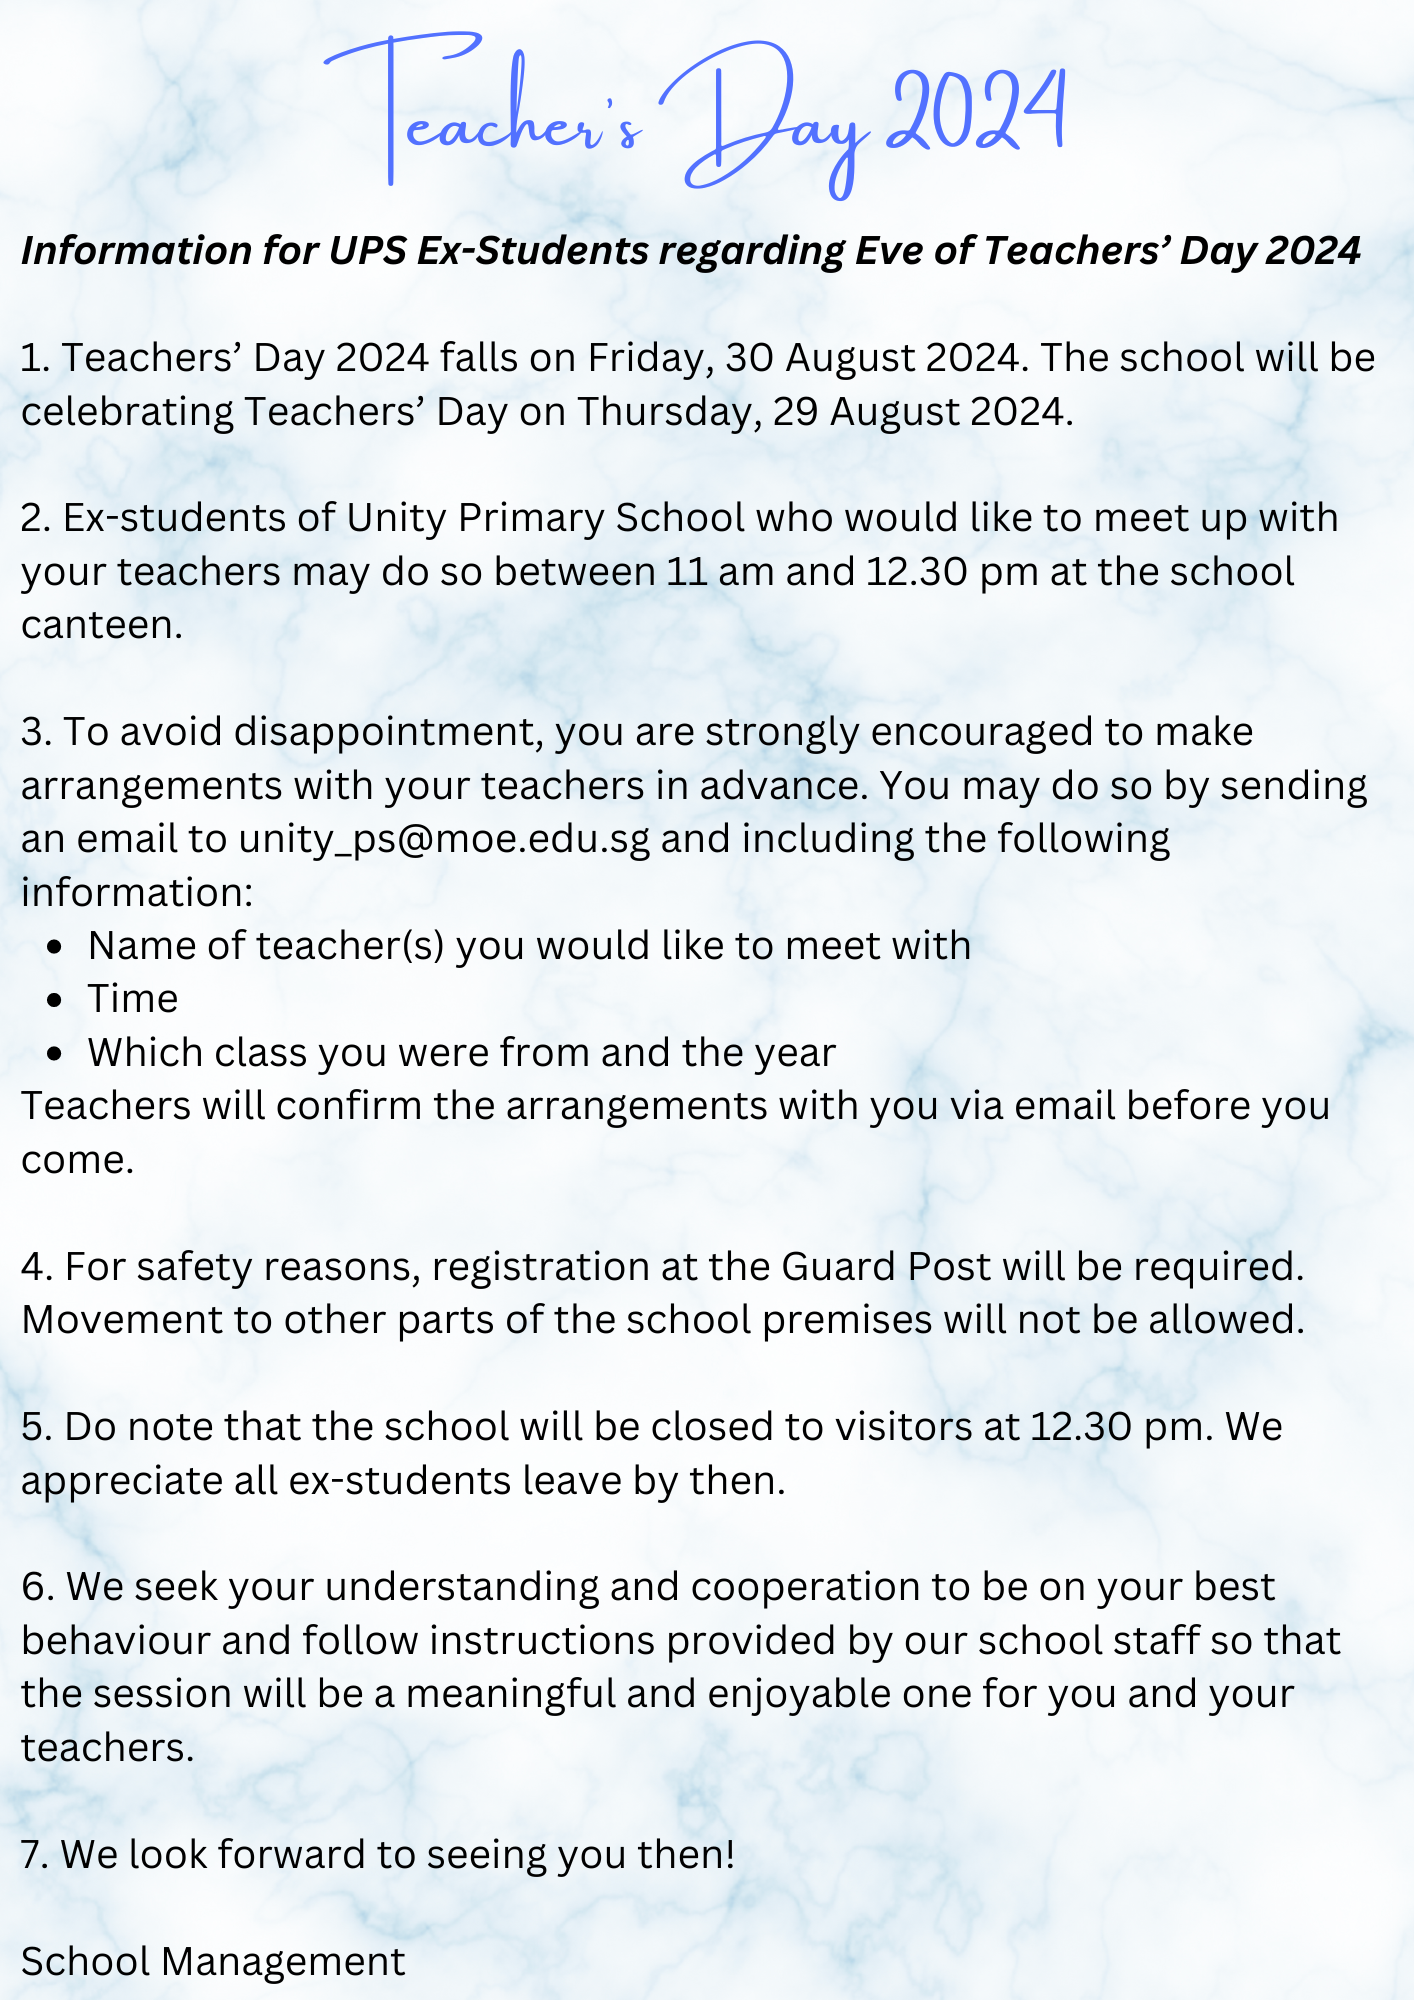 Teacher's Day 2024
Information for UPS Ex-Students regarding Eve of Teachers’ Day 2024
1. Teachers’ Day 2024 falls on Friday, 30 August 2024. The school will be
celebrating Teachers’ Day on Thursday, 29 August 2024.
2. Ex-students of Unity Primary School who would like to meet up with
your teachers may do so between 11 am and 12.30 pm at the school
canteen.
3. To avoid disappointment, you are strongly encouraged to make
arrangements with your teachers in advance. You may do so by sending
an email to unity_ps@moe.edu.sg and including the following
information:
• Name of teacher(s) you would like to meet with
• Time
• Which class you were from and the year
Teachers will confirm the arrangements with you via email before you
come.
4. For safety reasons, registration at the Guard Post will be required.
Movement to other parts of the school premises will not be allowed.
5. Do note that the school will be closed to visitors at 12.30 pm. We
appreciate all ex-students leave by then.
6. We seek your understanding and cooperation to be on your best
behaviour and follow instructions provided by our school staff so that
the session will be a meaningful and enjoyable one for you and your
teachers.
7. We look forward to seeing you then!
School Management